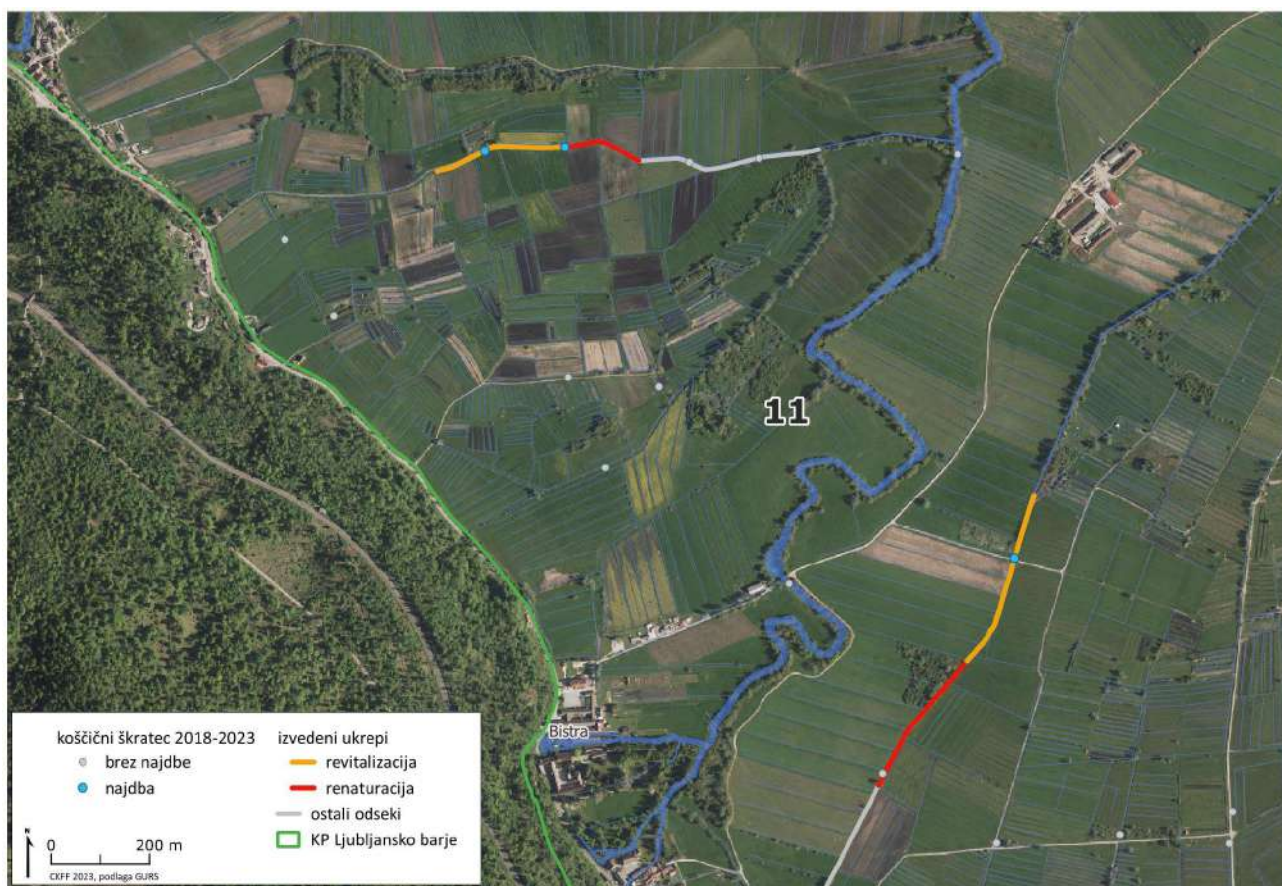 11
Bistra
koščični škratec 2018-2023
brez najdbe
najdba
izvedeni ukrepi
revitalizacija
renaturacija
ostali odseki
KP Ljubljansko barje
N
0 200 m
CKFF 2023, podlaga GURS